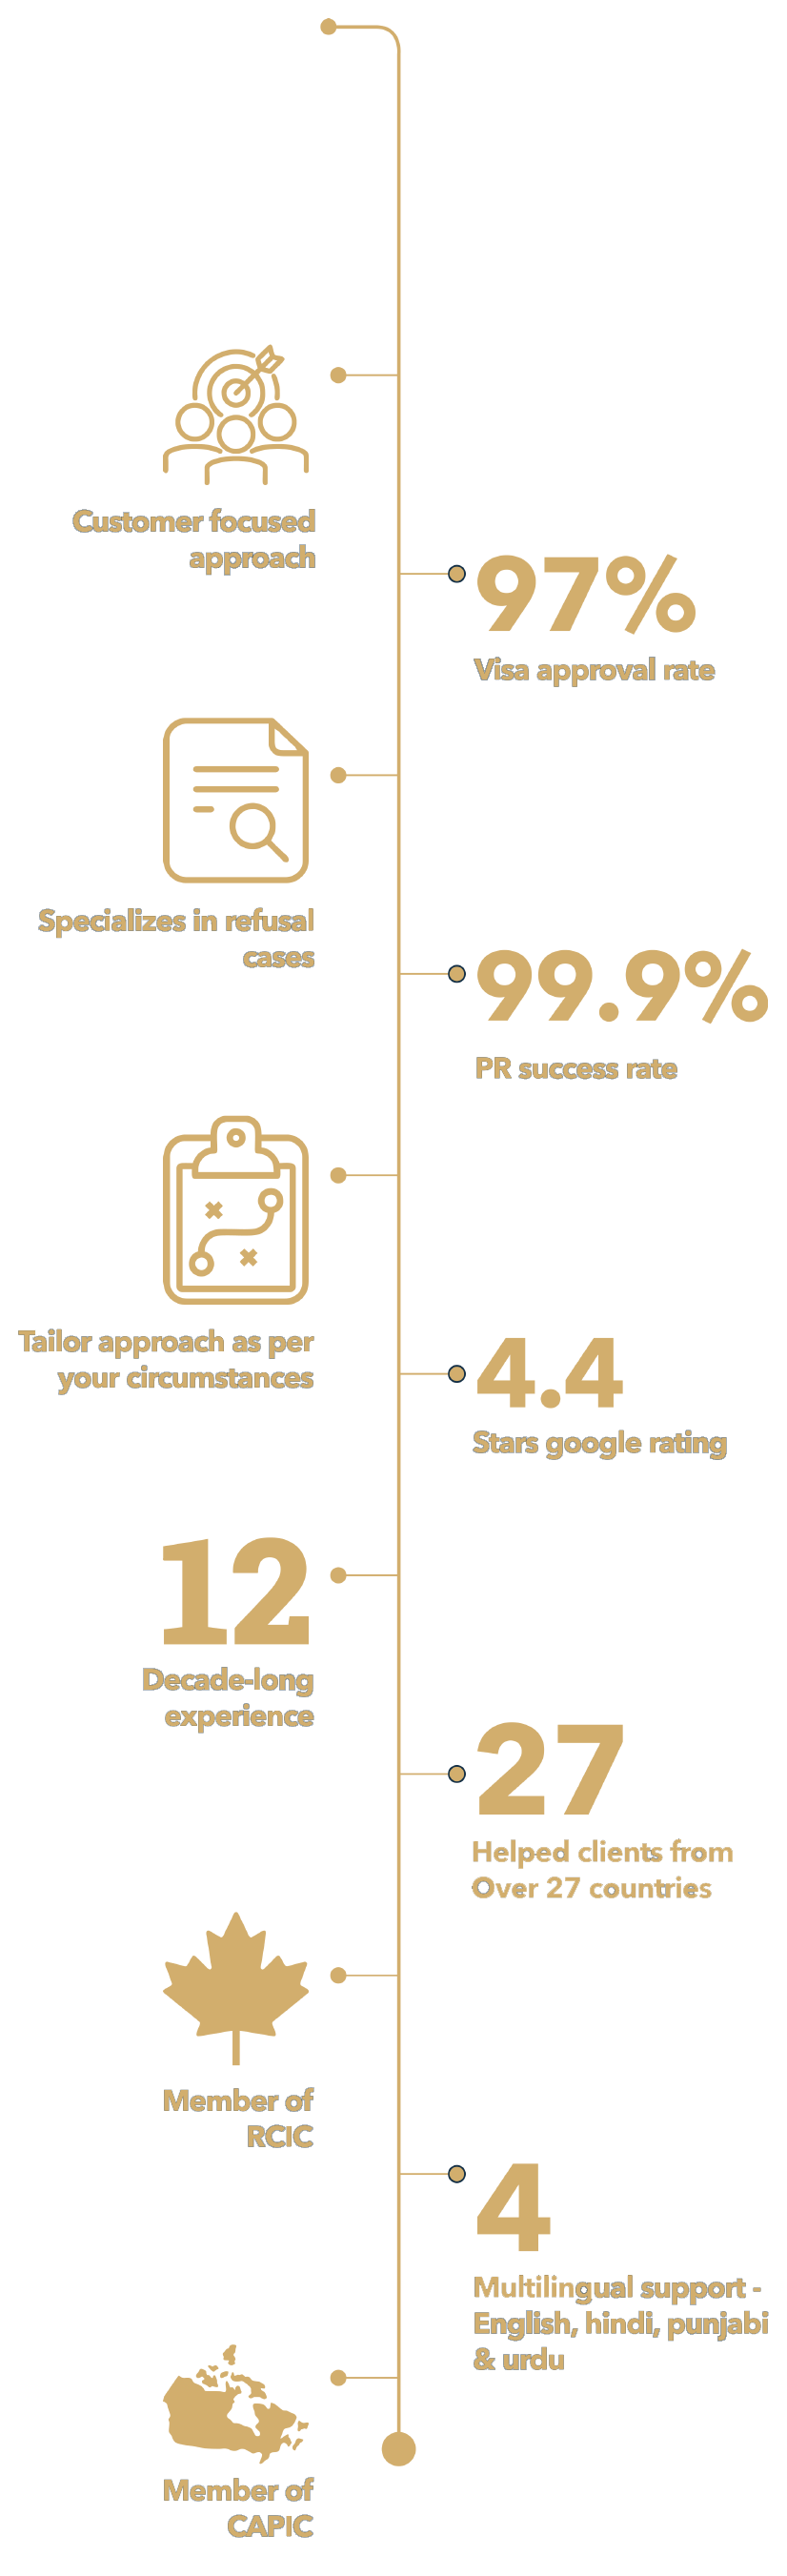 Customer focused
approach
97%
Visa approval rate
Specializes in refusal
cases
99.9%
PR success rate
Tailor approach as per
your circumstances
4.4
Stars google rating
12
Decade-long
experience
27
Helped clients from
Over 27 countries
Member of
RCIC
4
Multilingual support -
English, hindi, punjabi
& urdu
Member of
CAPIC